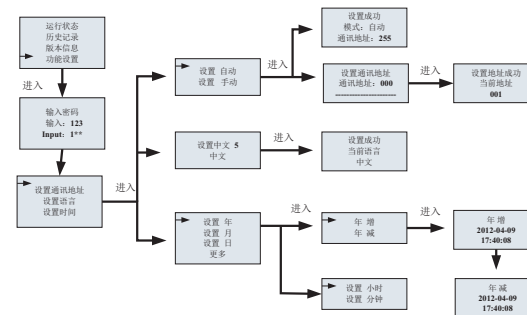 运行状态
历史记录
版本信息
功能设置
进入
输入密码
输入：123
Input：1**
设置通讯地址
设置语言
设置时间
进入
设置 自动
设置 手动
进入
设置成功
模式：自动
通讯地址：255
设置通讯地址
通讯地址：000
----------------------
进入
设置地址成功
当前地址
001
设置中文 5
中文
进入
设置成功
当前语言
中文
设置 年
设置 月
设置 日
更多
进入
年 增
年 减
进入
年 增
2012-04-09
17:40:08
设置 小时
设置 分钟
年 减
2012-04-09
17:40:08